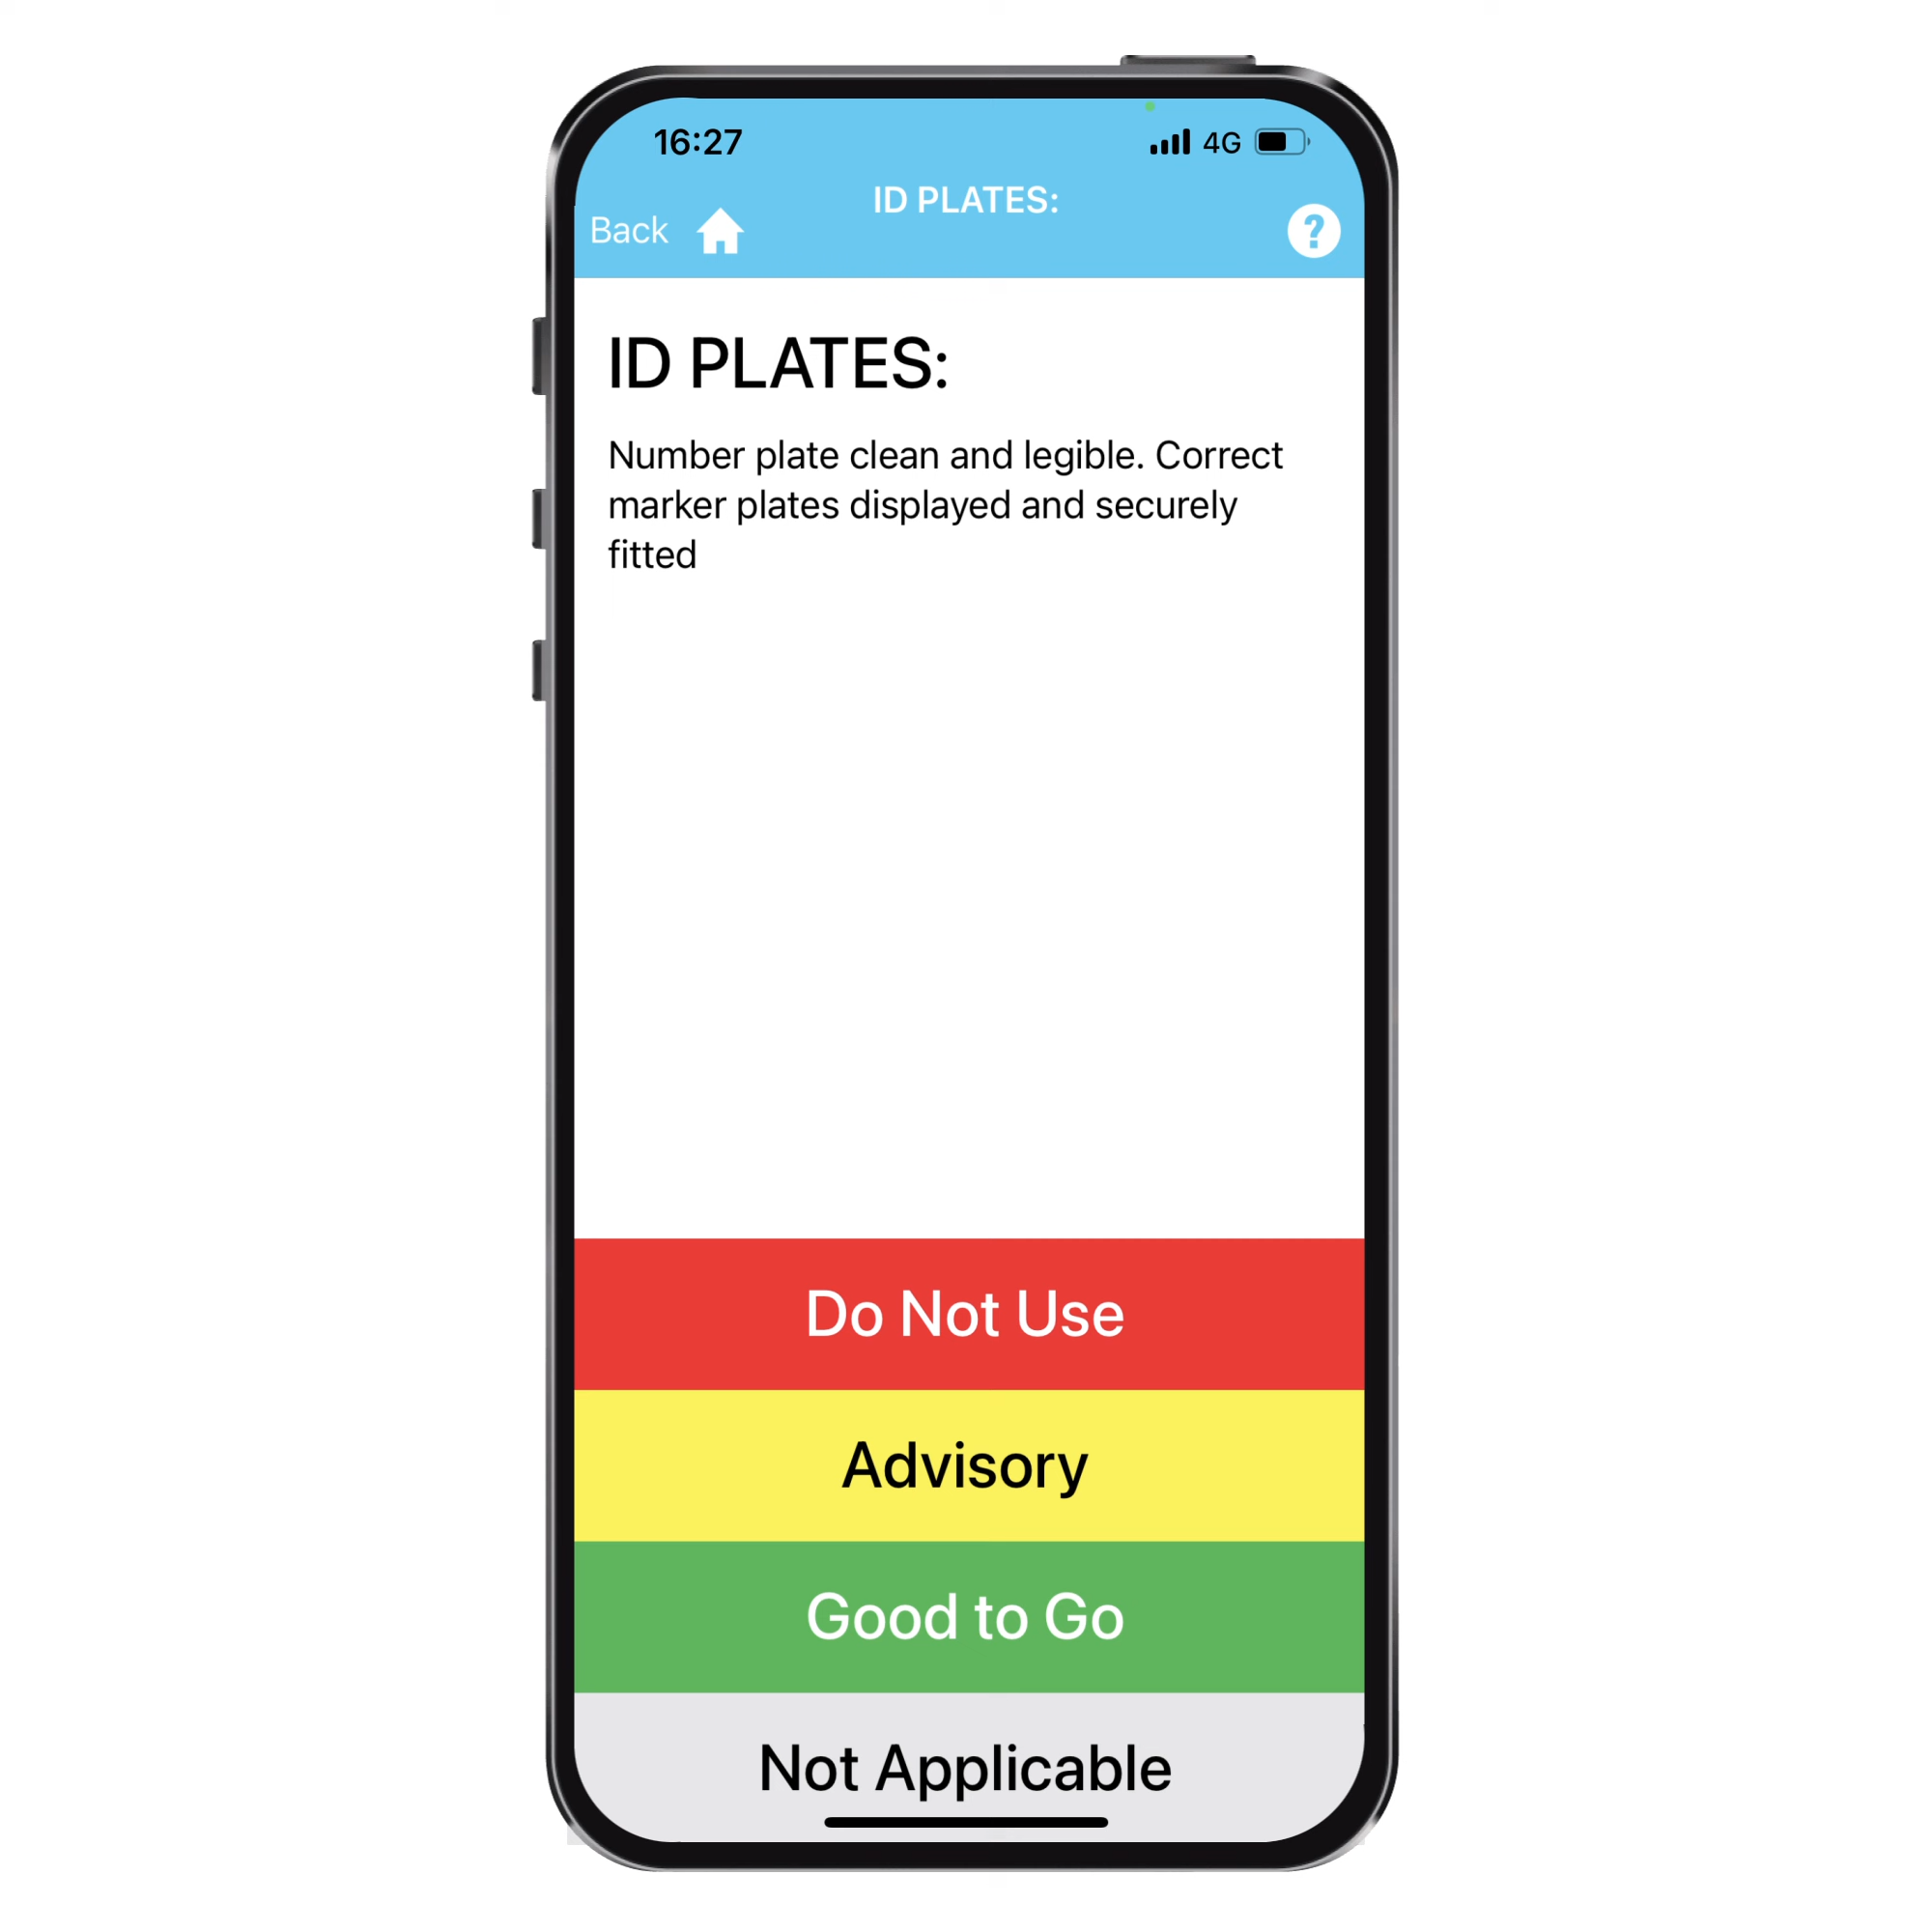 16:27
4G
ID PLATES:
Back
?
ID PLATES:
Number plate clean and legible. Correct
marker plates displayed and securely
fitted
Do Not Use
Advisory
Good to Go
Not Applicable